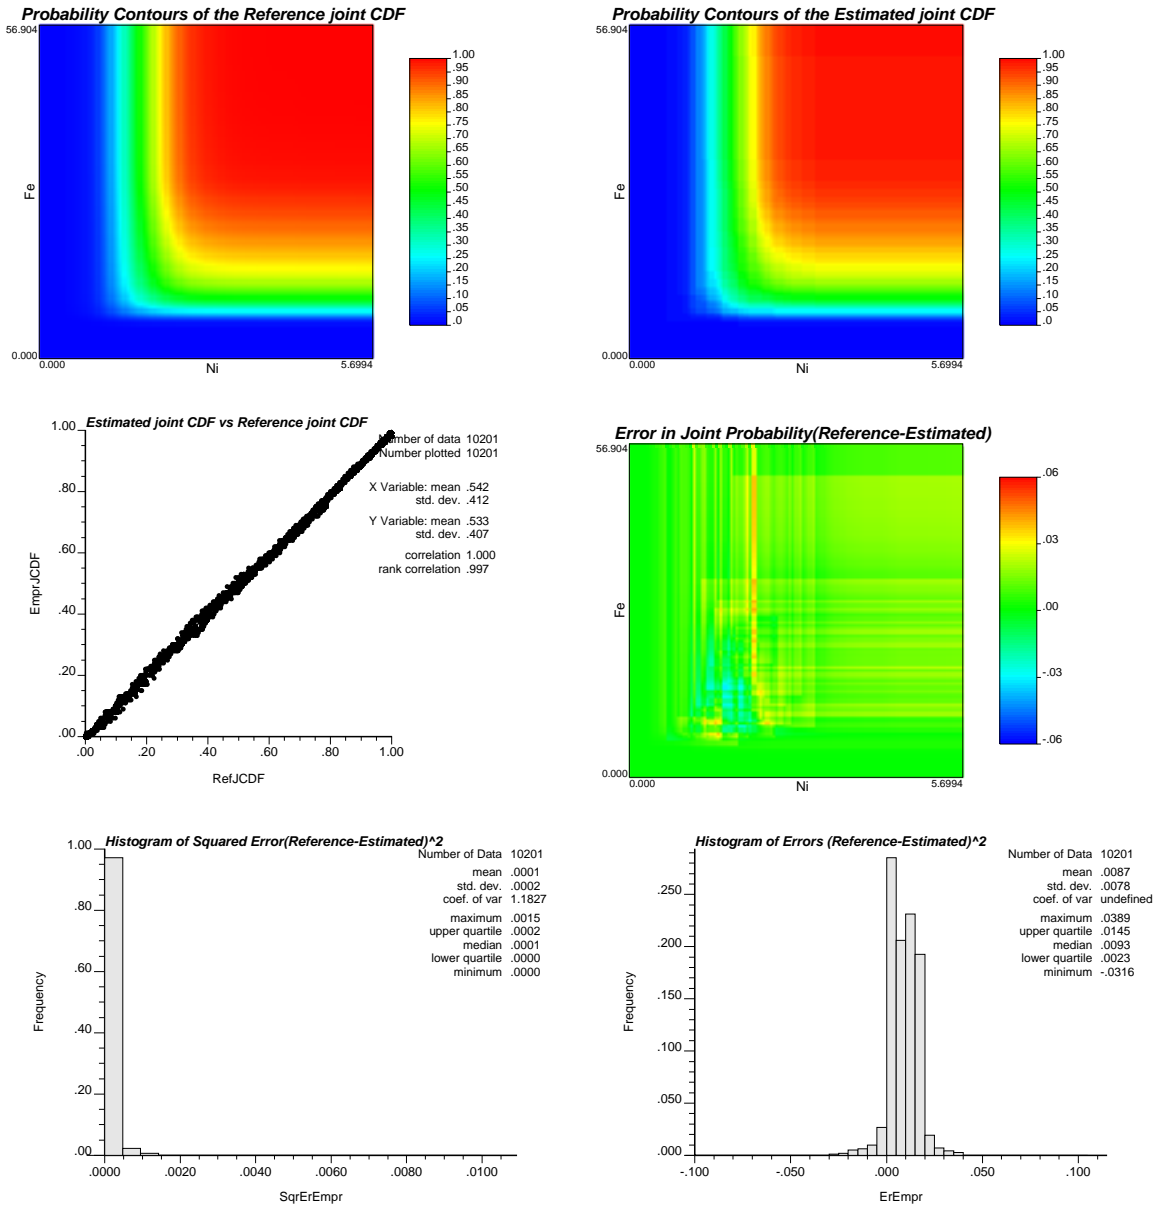 Probability Contours of the Reference joint CDF
56.904
Fe
0.000
0.000
Ni
5.6994
1.00
.95
.90
.85
.80
.75
.70
.65
.60
.55
.50
.45
.40
.35
.30
.25
.20
.15
.10
.05
.0
Probability Contours of the Estimated joint CDF
56.904
Fe
0.000
0.000
Ni
5.6994
1.00
.95
.90
.85
.80
.75
.70
.65
.60
.55
.50
.45
.40
.35
.30
.25
.20
.15
.10
.05
.0
Estimated joint CDF vs Reference joint CDF
1.00
.80
.60
.40
.20
.00
EmprJCDF
.00
.20
.40
.60
.80
1.00
RefJCDF
Number of data 10201
Number plotted 10201
X Variable: mean .542
std. dev. .412
Y Variable: mean .533
std. dev. .407
correlation 1.000
rank correlation .997
Error in Joint Probability(Reference-Estimated)
56.904
Fe
0.000
0.000
Ni
5.6994
.06
.03
.00
-.03
-.06
Histogram of Squared Error(Reference-Estimated)^2
1.00
.80
.60
.40
.20
.00
Frequency
.0000
.0020
.0040
.0060
.0080
.0100
SqrErEmpr
Number of Data 10201
mean .0001
std. dev. .0002
coef. of var 1.1827
maximum .0015
upper quartile .0002
median .0001
lower quartile .0000
minimum .0000
Histogram of Errors (Reference-Estimated)^2
.250
.200
.150
.100
.050
.000
Frequency
-.100
-.050
.000
.050
.100
ErEmpr
Number of Data 10201
mean .0087
std. dev. .0078
coef. of var undefined
maximum .0389
upper quartile .0145
median .0093
lower quartile .0023
minimum -.0316